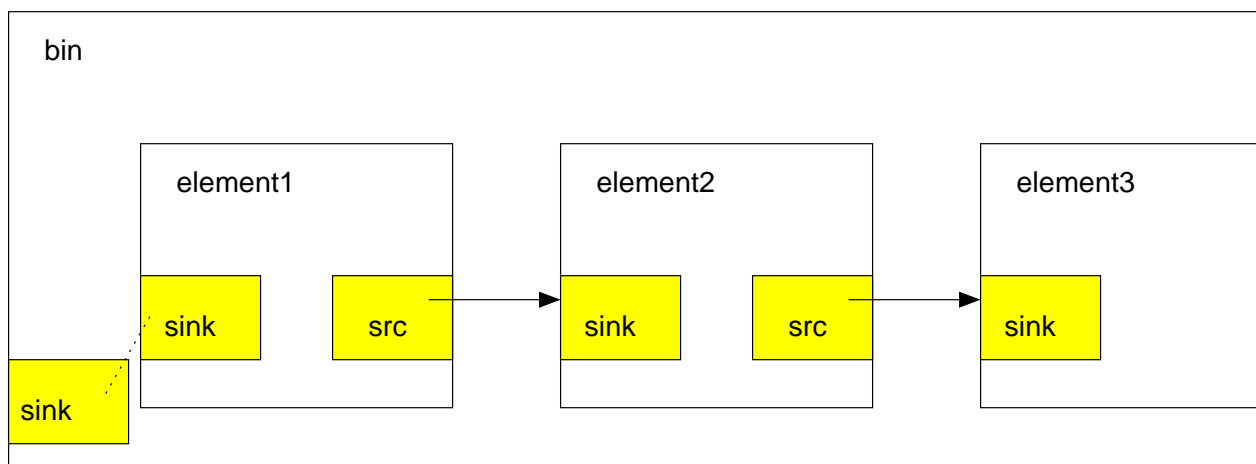 bin
element1
element2
element3
sink
src
sink
src
sink
sink